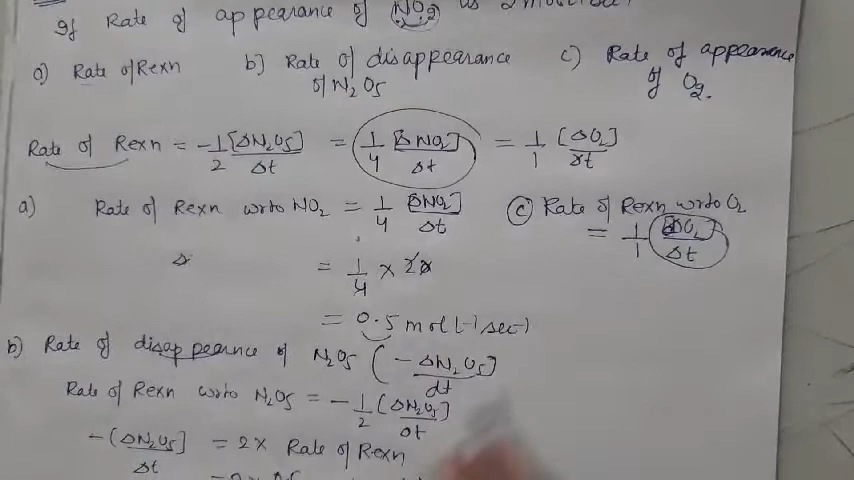 If Rate of appearance of NO2 is 2
a) Rate of Rexn b) Rate of disappearance of N2O5 c) Rate of appearance of O2.
Rate of Rexn = -1/2 [ΔN2O5]/Δt = 1/4 [ΔNO2]/Δt = 1/1 [ΔO2]/Δt
a) Rate of Rexn wrto NO2 = 1/4 [ΔNO2]/Δt
= 1/4 × 2
= 0.5 mol L-1 sec-1
(c) Rate of Rexn wrto O2
= 1/1 [ΔO2]/Δt
b) Rate of disappearnce of N2O5 (-ΔN2O5]/dt
Rate of Rexn wrto N2O5 = -1/2 (ΔN2O5]/Δt
-(ΔN2O5]/Δt = 2 × Rate of Rexn